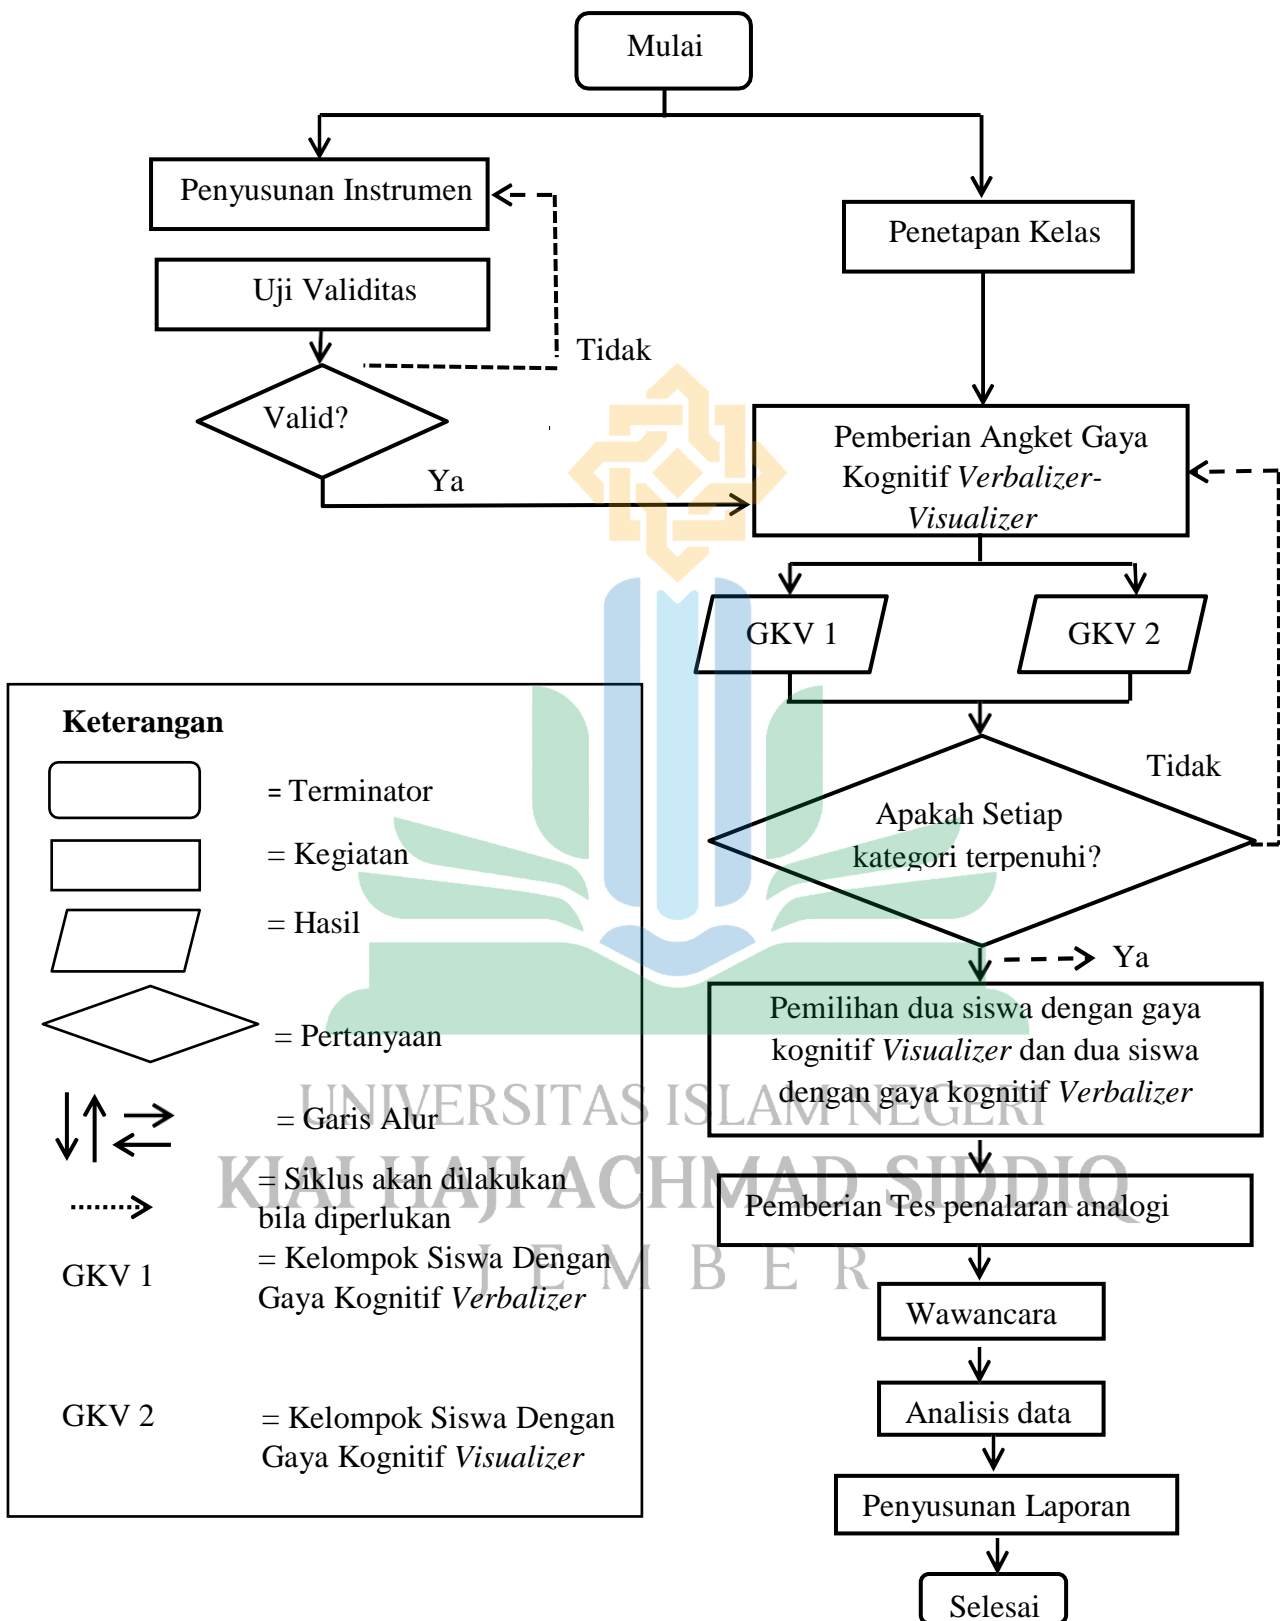 Mulai
Penyusunan Instrumen
Penetapan Kelas
Uji Validitas
Tidak
Valid?
Ya
Pemberian Angket Gaya
Kognitif Verbalizer-
Visualizer
GKV 1
GKV 2
Tidak
Apakah Setiap
kategori terpenuhi?
Ya
Pemilihan dua siswa dengan gaya
kognitif Visualizer dan dua siswa
dengan gaya kognitif Verbalizer
Pemberian Tes penalaran analogi
Wawancara
Analisis data
Penyusunan Laporan
Selesai
Keterangan
= Terminator
= Kegiatan
= Hasil
= Pertanyaan
= Garis Alur
= Siklus akan dilakukan
bila diperlukan
GKV 1 = Kelompok Siswa Dengan
Gaya Kognitif Verbalizer
GKV 2 = Kelompok Siswa Dengan
Gaya Kognitif Visualizer
UNIVERSITAS ISLAM NEGERI
KIAI HAJI ACHMAD SIDDIQ
JEMBER